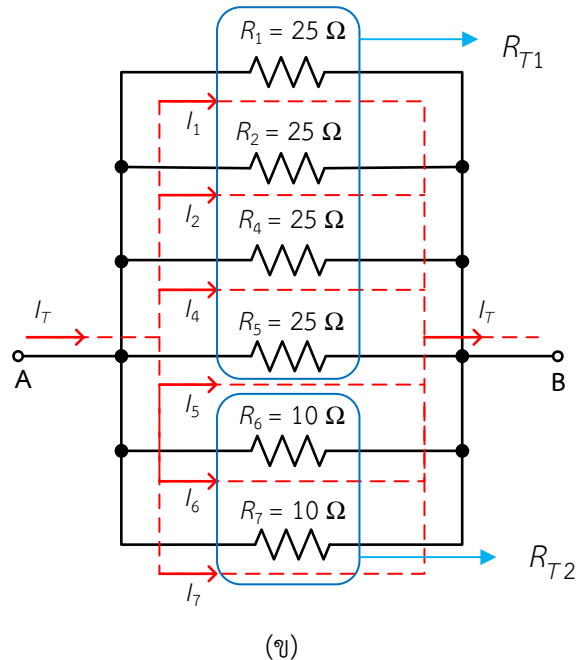 R1 = 25 Ω
RT1
I1
R2 = 25 Ω
I2
R4 = 25 Ω
IT
I4
R5 = 25 Ω
IT
A
B
I5
R6 = 10 Ω
I6
R7 = 10 Ω
RT2
I7
(ข)